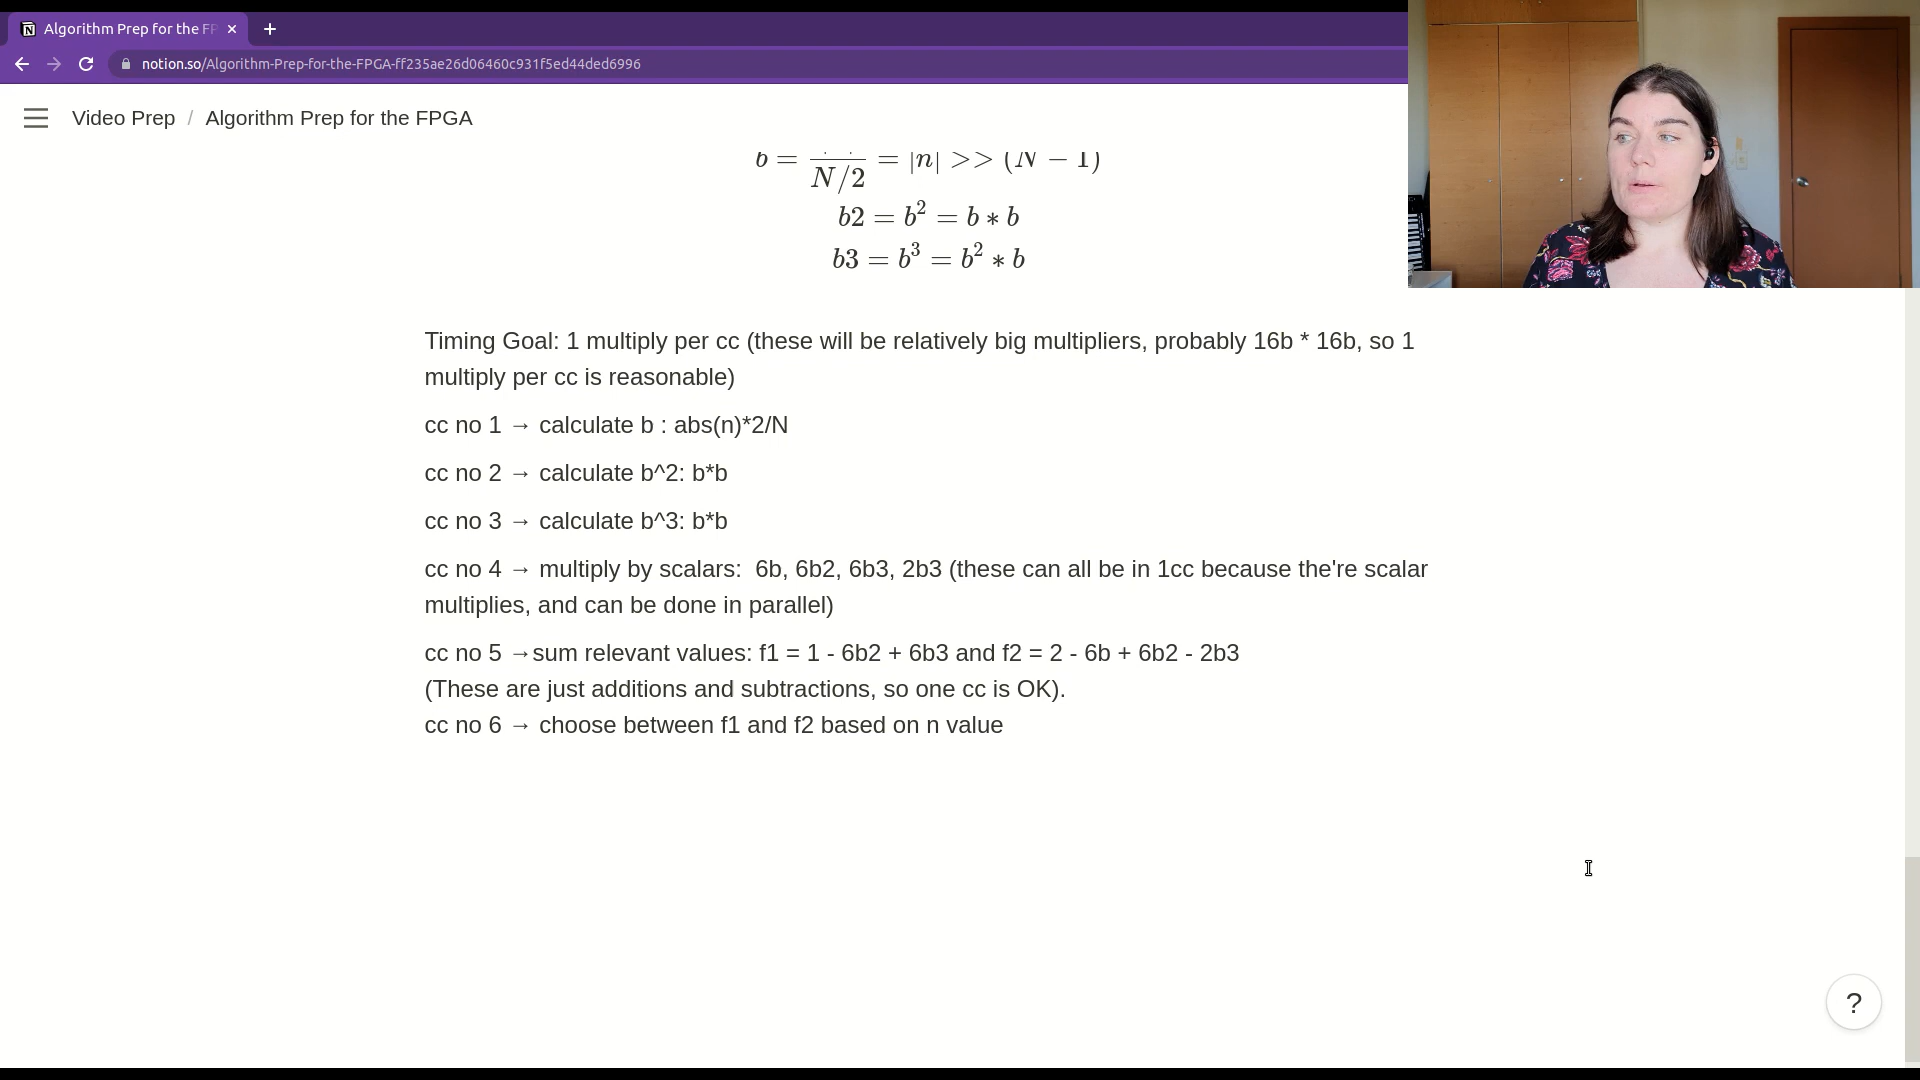 Algorithm Prep for the FP
notion.so/Algorithm-Prep-for-the-FPGA-ff235ae26d06460c931f5ed44ded6996
Video Prep / Algorithm Prep for the FPGA
b = / N/2 = |n| >> (N − 1)
b2 = b² = b ∗ b
b3 = b³ = b² ∗ b
Timing Goal: 1 multiply per cc (these will be relatively big multipliers, probably 16b * 16b, so 1
multiply per cc is reasonable)
cc no 1 → calculate b : abs(n)*2/N
cc no 2 → calculate b^2: b*b
cc no 3 → calculate b^3: b*b
cc no 4 → multiply by scalars:  6b, 6b2, 6b3, 2b3 (these can all be in 1cc because the're scalar
multiplies, and can be done in parallel)
cc no 5 →sum relevant values: f1 = 1 - 6b2 + 6b3 and f2 = 2 - 6b + 6b2 - 2b3
(These are just additions and subtractions, so one cc is OK).
cc no 6 → choose between f1 and f2 based on n value
?